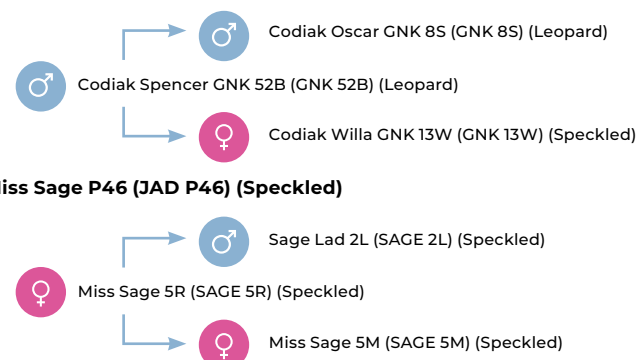 Codiak Oscar GNK 8S (GNK 8S) (Leopard)
Codiak Spencer GNK 52B (GNK 52B) (Leopard)
Codiak Willa GNK 13W (GNK 13W) (Speckled)
iss Sage P46 (JAD P46) (Speckled)
Sage Lad 2L (SAGE 2L) (Speckled)
Miss Sage 5R (SAGE 5R) (Speckled)
Miss Sage 5M (SAGE 5M) (Speckled)